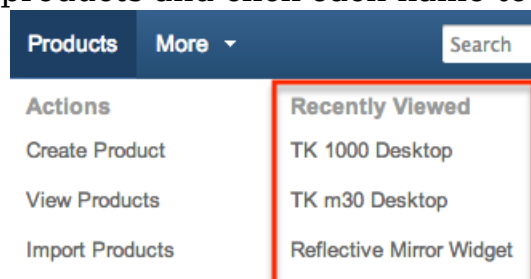 products and click each name to
Products More Search
Actions Recently Viewed
Create Product TK 1000 Desktop
View Products TK m30 Desktop
Import Products Reflective Mirror Widget